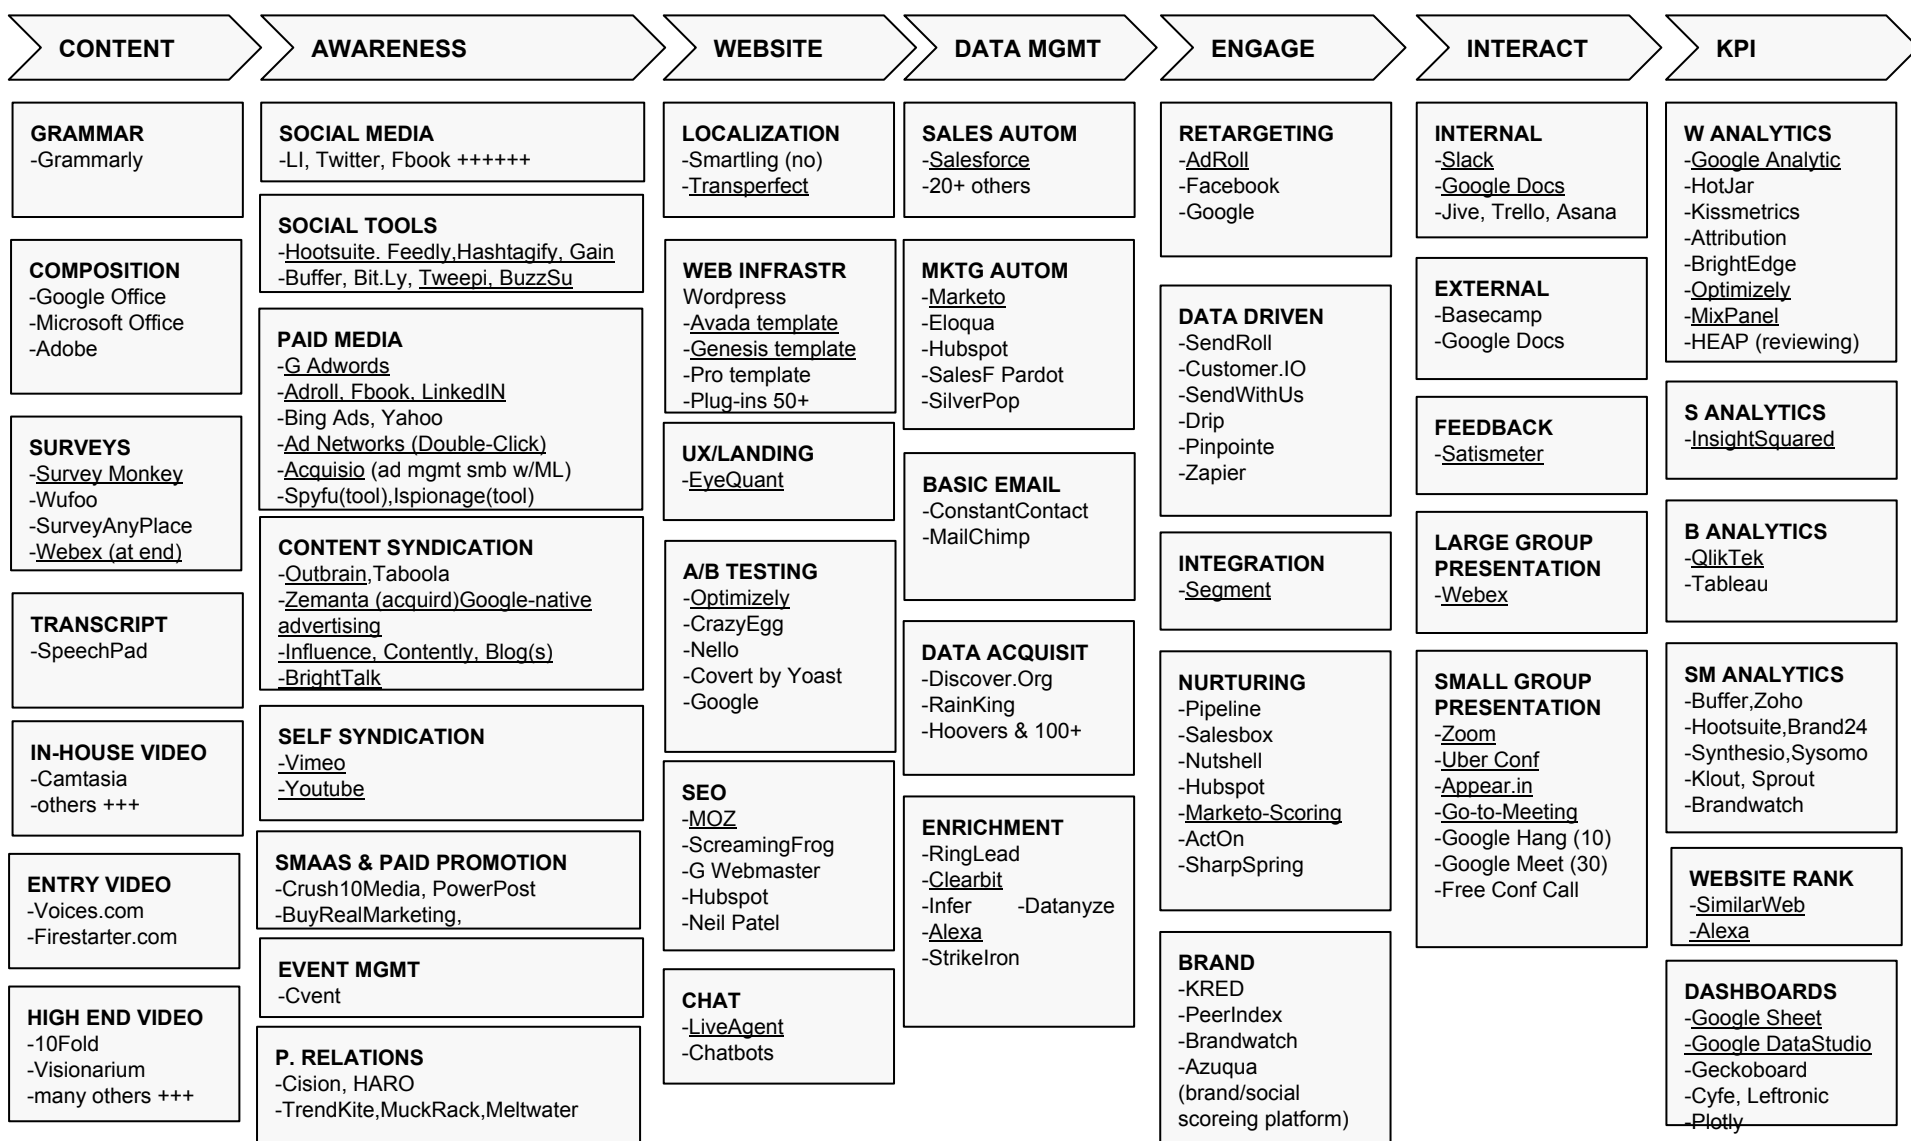 CONTENT
AWARENESS
WEBSITE
DATA MGMT
ENGAGE
INTERACT
KPI
GRAMMAR
-Grammarly
COMPOSITION
-Google Office
-Microsoft Office
-Adobe
SURVEYS
-Survey Monkey
-Wufoo
-SurveyAnyPlace
-Webex (at end)
TRANSCRIPT
-SpeechPad
IN-HOUSE VIDEO
-Camtasia
-others +++
ENTRY VIDEO
-Voices.com
-Firestarter.com
HIGH END VIDEO
-10Fold
-Visionarium
-many others +++
SOCIAL MEDIA
-LI, Twitter, Fbook ++++++
SOCIAL TOOLS
-Hootsuite. Feedly,Hashtagify, Gain
-Buffer, Bit.Ly, Tweepi, BuzzSu
PAID MEDIA
-G Adwords
-Adroll, Fbook, LinkedIN
-Bing Ads, Yahoo
-Ad Networks (Double-Click)
-Acquisio (ad mgmt smb w/ML)
-Spyfu(tool),Ispionage(tool)
CONTENT SYNDICATION
-Outbrain,Taboola
-Zemanta (acquird)Google-native
advertising
-Influence, Contently, Blog(s)
-BrightTalk
SELF SYNDICATION
-Vimeo
-Youtube
SMAAS & PAID PROMOTION
-Crush10Media, PowerPost
-BuyRealMarketing,
EVENT MGMT
-Cvent
P. RELATIONS
-Cision, HARO
-TrendKite,MuckRack,Meltwater
LOCALIZATION
-Smartling (no)
-Transperfect
WEB INFRASTR
Wordpress
-Avada template
-Genesis template
-Pro template
-Plug-ins 50+
UX/LANDING
-EyeQuant
A/B TESTING
-Optimizely
-CrazyEgg
-Nello
-Covert by Yoast
-Google
SEO
-MOZ
-ScreamingFrog
-G Webmaster
-Hubspot
-Neil Patel
CHAT
-LiveAgent
-Chatbots
SALES AUTOM
-Salesforce
-20+ others
MKTG AUTOM
-Marketo
-Eloqua
-Hubspot
-SalesF Pardot
-SilverPop
BASIC EMAIL
-ConstantContact
-MailChimp
DATA ACQUISIT
-Discover.Org
-RainKing
-Hoovers & 100+
ENRICHMENT
-RingLead
-Clearbit
-Infer -Datanyze
-Alexa
-StrikeIron
RETARGETING
-AdRoll
-Facebook
-Google
DATA DRIVEN
-SendRoll
-Customer.IO
-SendWithUs
-Drip
-Pinpointe
-Zapier
INTEGRATION
-Segment
NURTURING
-Pipeline
-Salesbox
-Nutshell
-Hubspot
-Marketo-Scoring
-ActOn
-SharpSpring
BRAND
-KRED
-PeerIndex
-Brandwatch
-Azuqua
(brand/social
scoreing platform)
INTERNAL
-Slack
-Google Docs
-Jive, Trello, Asana
EXTERNAL
-Basecamp
-Google Docs
FEEDBACK
-Satismeter
LARGE GROUP
PRESENTATION
-Webex
SMALL GROUP
PRESENTATION
-Zoom
-Uber Conf
-Appear.in
-Go-to-Meeting
-Google Hang (10)
-Google Meet (30)
-Free Conf Call
W ANALYTICS
-Google Analytic
-HotJar
-Kissmetrics
-Attribution
-BrightEdge
-Optimizely
-MixPanel
-HEAP (reviewing)
S ANALYTICS
-InsightSquared
B ANALYTICS
-QlikTek
-Tableau
SM ANALYTICS
-Buffer,Zoho
-Hootsuite,Brand24
-Synthesio,Sysomo
-Klout, Sprout
-Brandwatch
WEBSITE RANK
-SimilarWeb
-Alexa
DASHBOARDS
-Google Sheet
-Google DataStudio
-Geckoboard
-Cyfe, Leftronic
-Plotly